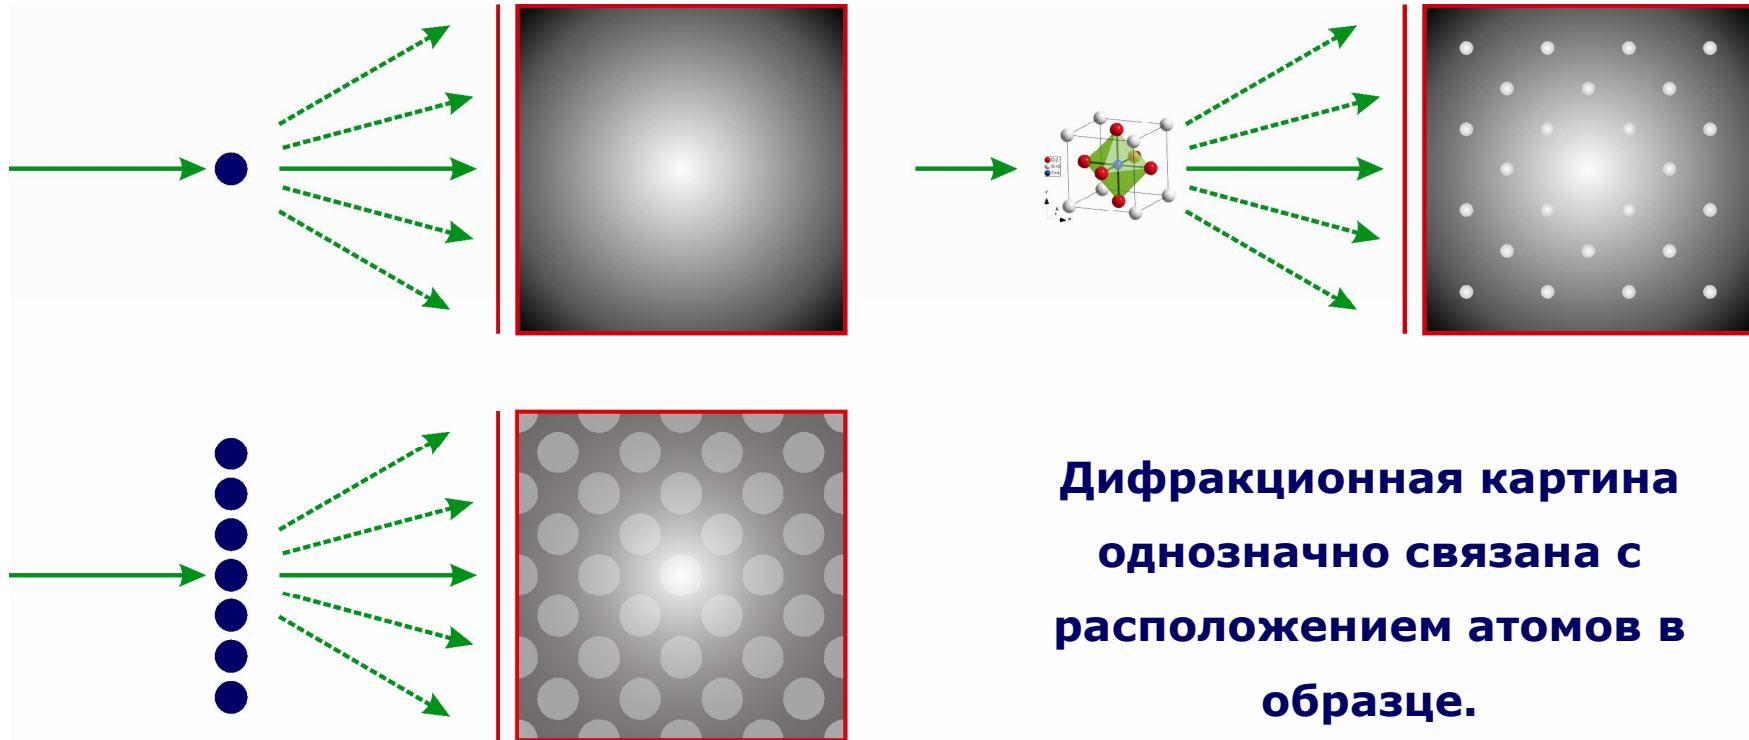 Дифракционная картина
однозначно связана с
расположением атомов в
образце.